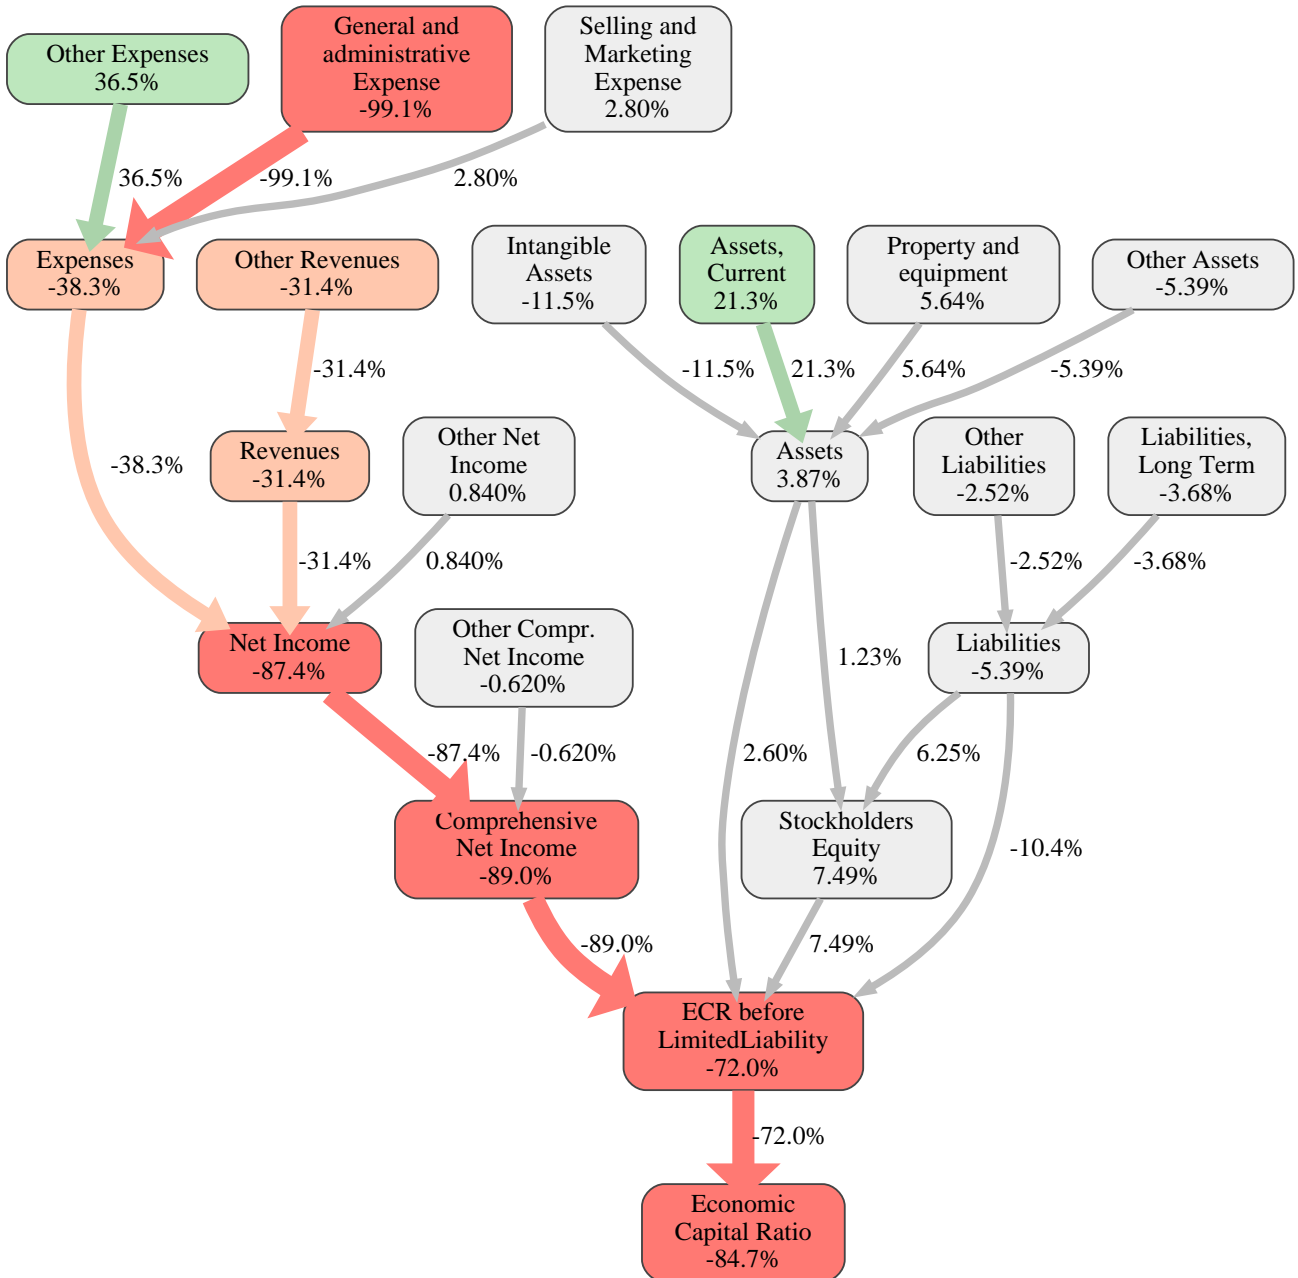 Other Expenses
36.5%
General and
administrative
Expense
-99.1%
Selling and
Marketing
Expense
2.80%
36.5%
-99.1%
2.80%
Expenses
-38.3%
Other Revenues
-31.4%
Intangible
Assets
-11.5%
Assets,
Current
21.3%
Property and
equipment
5.64%
Other Assets
-5.39%
-31.4%
-11.5%
21.3%
5.64%
-5.39%
-38.3%
Revenues
-31.4%
Other Net
Income
0.840%
Assets
3.87%
Other
Liabilities
-2.52%
Liabilities,
Long Term
-3.68%
-31.4%
0.840%
-2.52%
-3.68%
Net Income
-87.4%
Other Compr.
Net Income
-0.620%
1.23%
Liabilities
-5.39%
-87.4%
-0.620%
2.60%
6.25%
Comprehensive
Net Income
-89.0%
Stockholders
Equity
7.49%
-10.4%
-89.0%
7.49%
ECR before
LimitedLiability
-72.0%
-72.0%
Economic
Capital Ratio
-84.7%